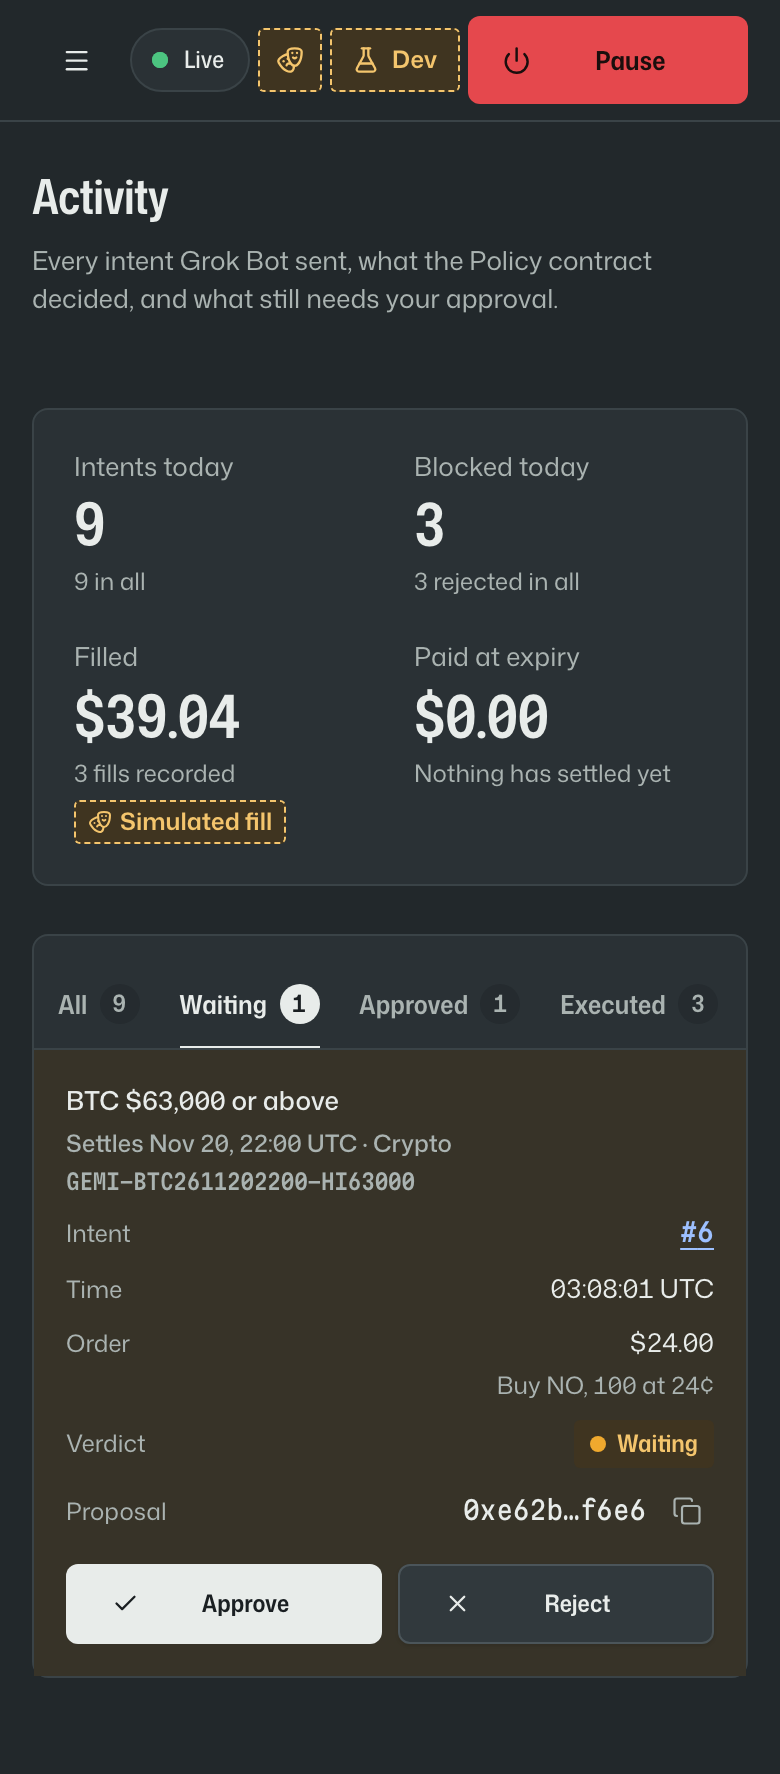 Live
Dev
Pause
Activity
Every intent Grok Bot sent, what the Policy contract
decided, and what still needs your approval.
Intents today
9
9 in all
Blocked today
3
3 rejected in all
Filled
$39.04
3 fills recorded
Simulated fill
Paid at expiry
$0.00
Nothing has settled yet
All 9
Waiting 1
Approved 1
Executed 3
BTC $63,000 or above
Settles Nov 20, 22:00 UTC · Crypto
GEMI-BTC2611202200-HI63000
Intent #6
Time 03:08:01 UTC
Order $24.00
Buy NO, 100 at 24¢
Verdict Waiting
Proposal 0xe62b…f6e6
Approve
Reject